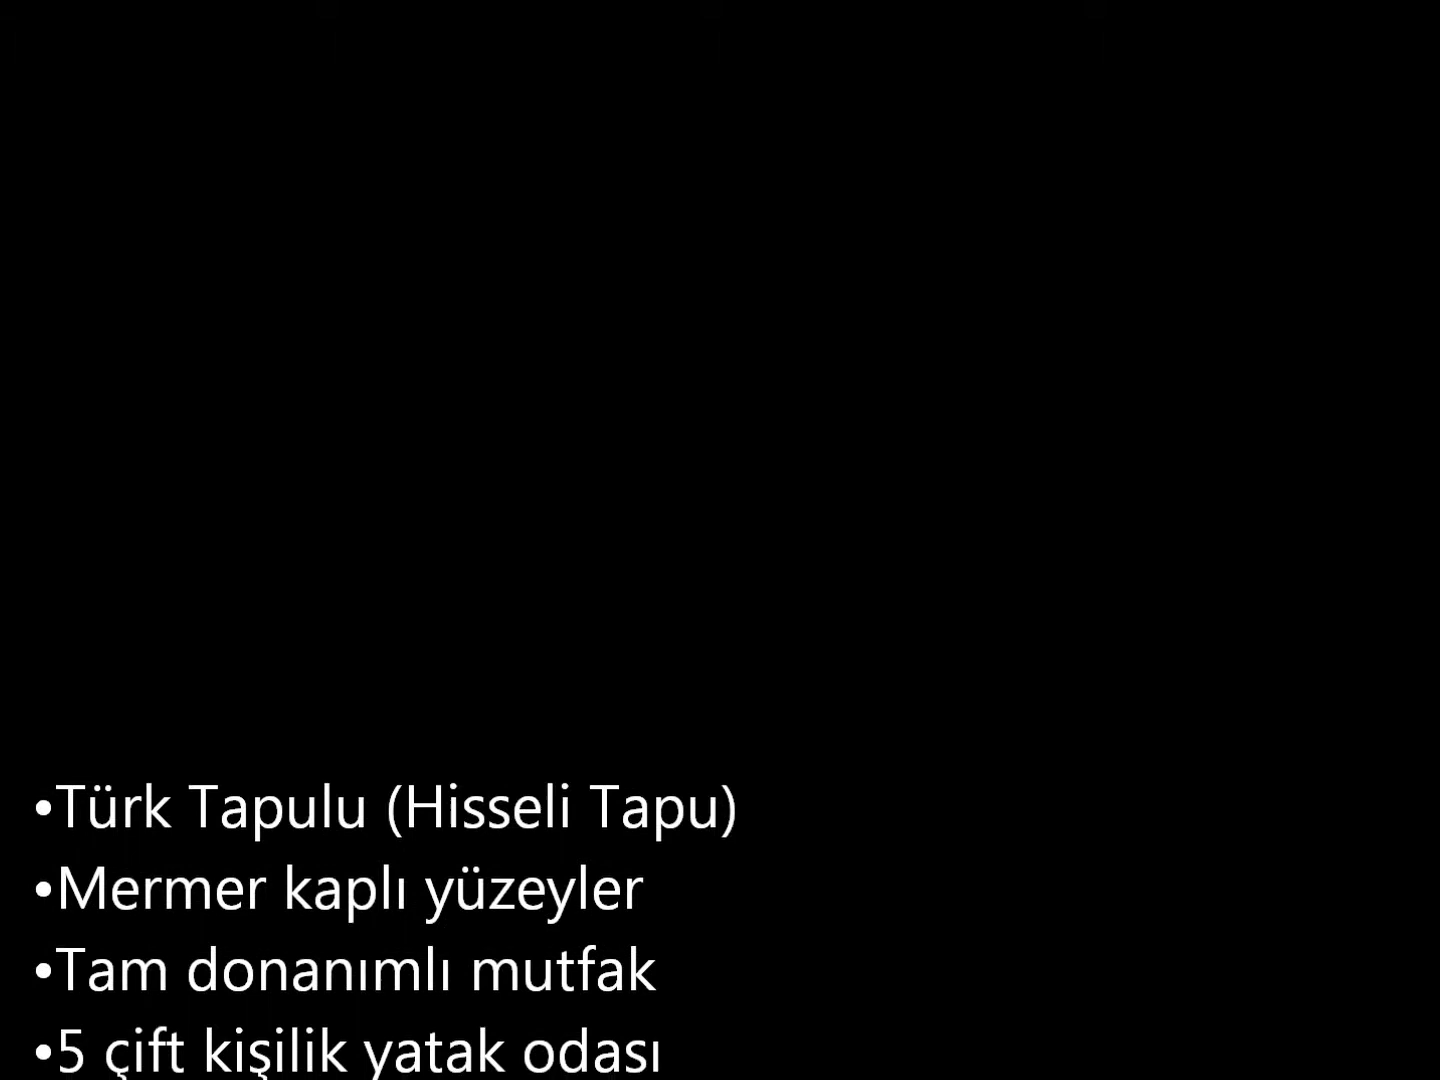 •Türk Tapulu (Hisseli Tapu)
•Mermer kaplı yüzeyler
•Tam donanımlı mutfak
•5 çift kişilik yatak odası